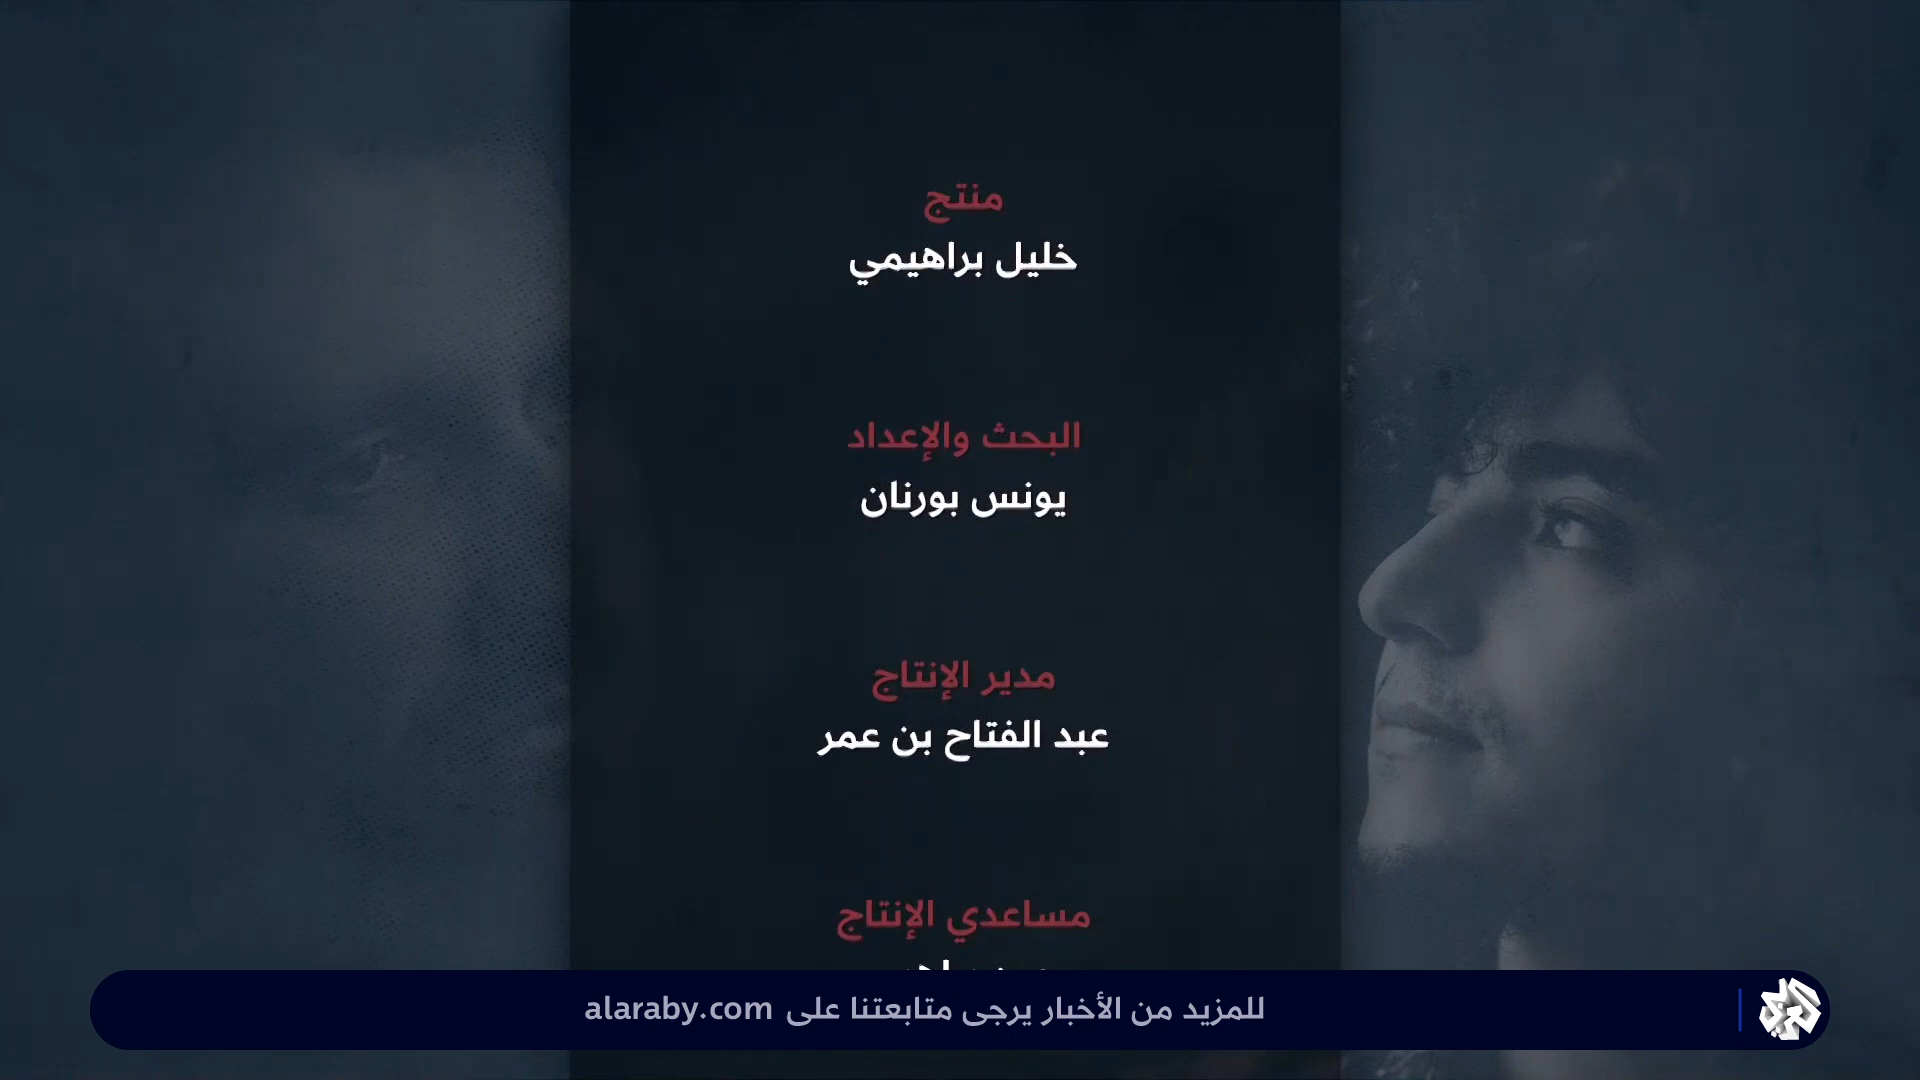 منتج
خليل براهيمي
البحث والإعداد
يونس بورنان
مدير الإنتاج
عبد الفتاح بن عمر
مساعدي الإنتاج
للمزيد من الأخبار يرجى متابعتنا على alaraby.com